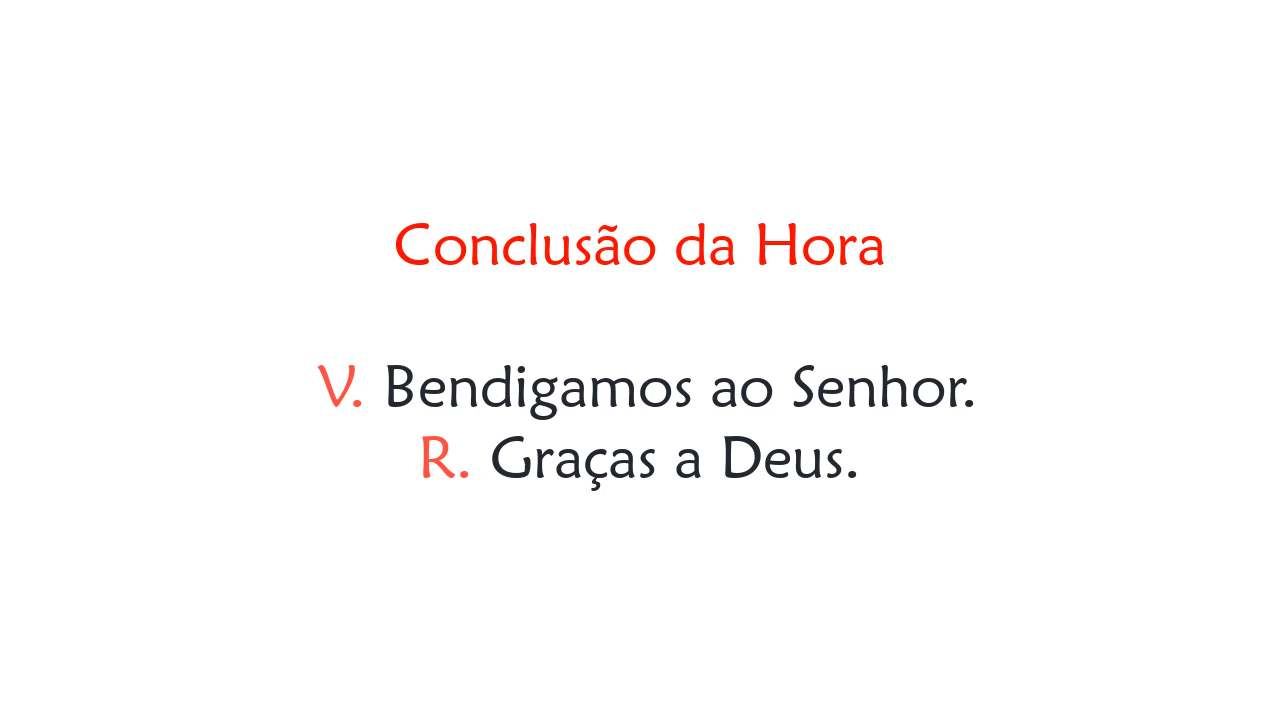 Conclusão da Hora
V. Bendigamos ao Senhor.
R. Graças a Deus.